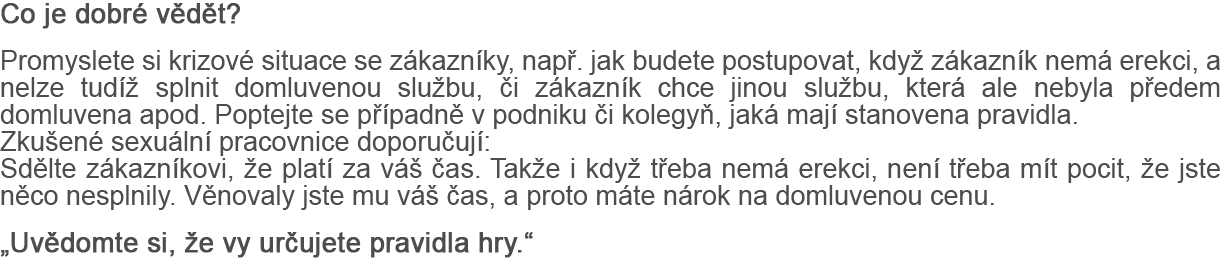 Co je dobré vědět?
Promyslete si krizové situace se zákazníky, např. jak budete postupovat, když zákazník nemá erekci, a
nelze tudíž splnit domluvenou službu, či zákazník chce jinou službu, která ale nebyla předem
domluvena apod. Poptejte se případně v podniku či kolegyň, jaká mají stanovena pravidla.
Zkušené sexuální pracovnice doporučují:
Sdělte zákazníkovi, že platí za váš čas. Takže i když třeba nemá erekci, není třeba mít pocit, že jste
něco nesplnily. Věnovaly jste mu váš čas, a proto máte nárok na domluvenou cenu.
„Uvědomte si, že vy určujete pravidla hry.“